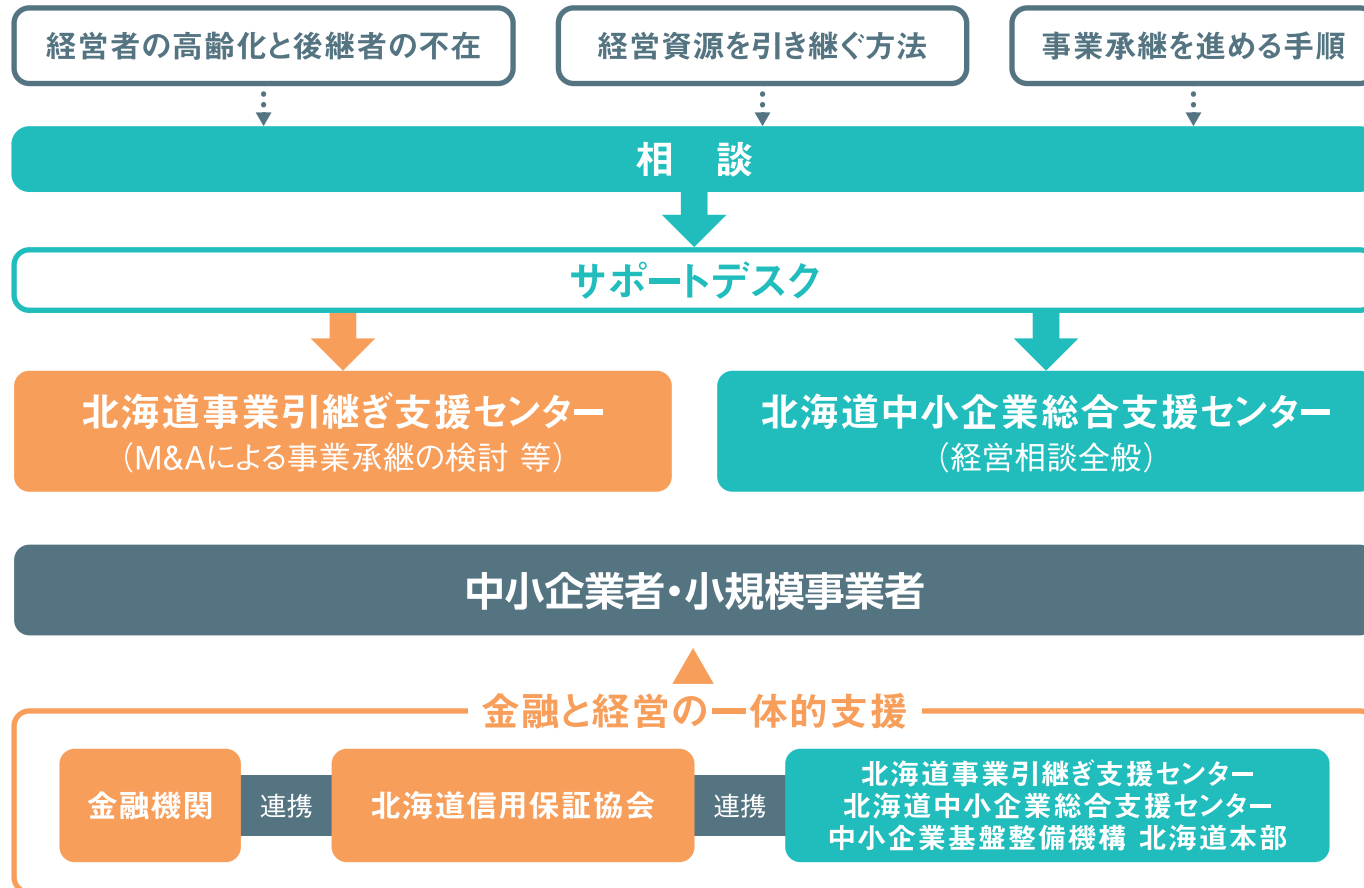 経営者の高齢化と後継者の不在
経営資源を引き継ぐ方法
事業承継を進める手順
相　談
サポートデスク
北海道事業引継ぎ支援センター
（M&Aによる事業承継の検討 等）
北海道中小企業総合支援センター
（経営相談全般）
中小企業者・小規模事業者
金融と経営の一体的支援
金融機関
連携
北海道信用保証協会
連携
北海道事業引継ぎ支援センター
北海道中小企業総合支援センター
中小企業基盤整備機構 北海道本部